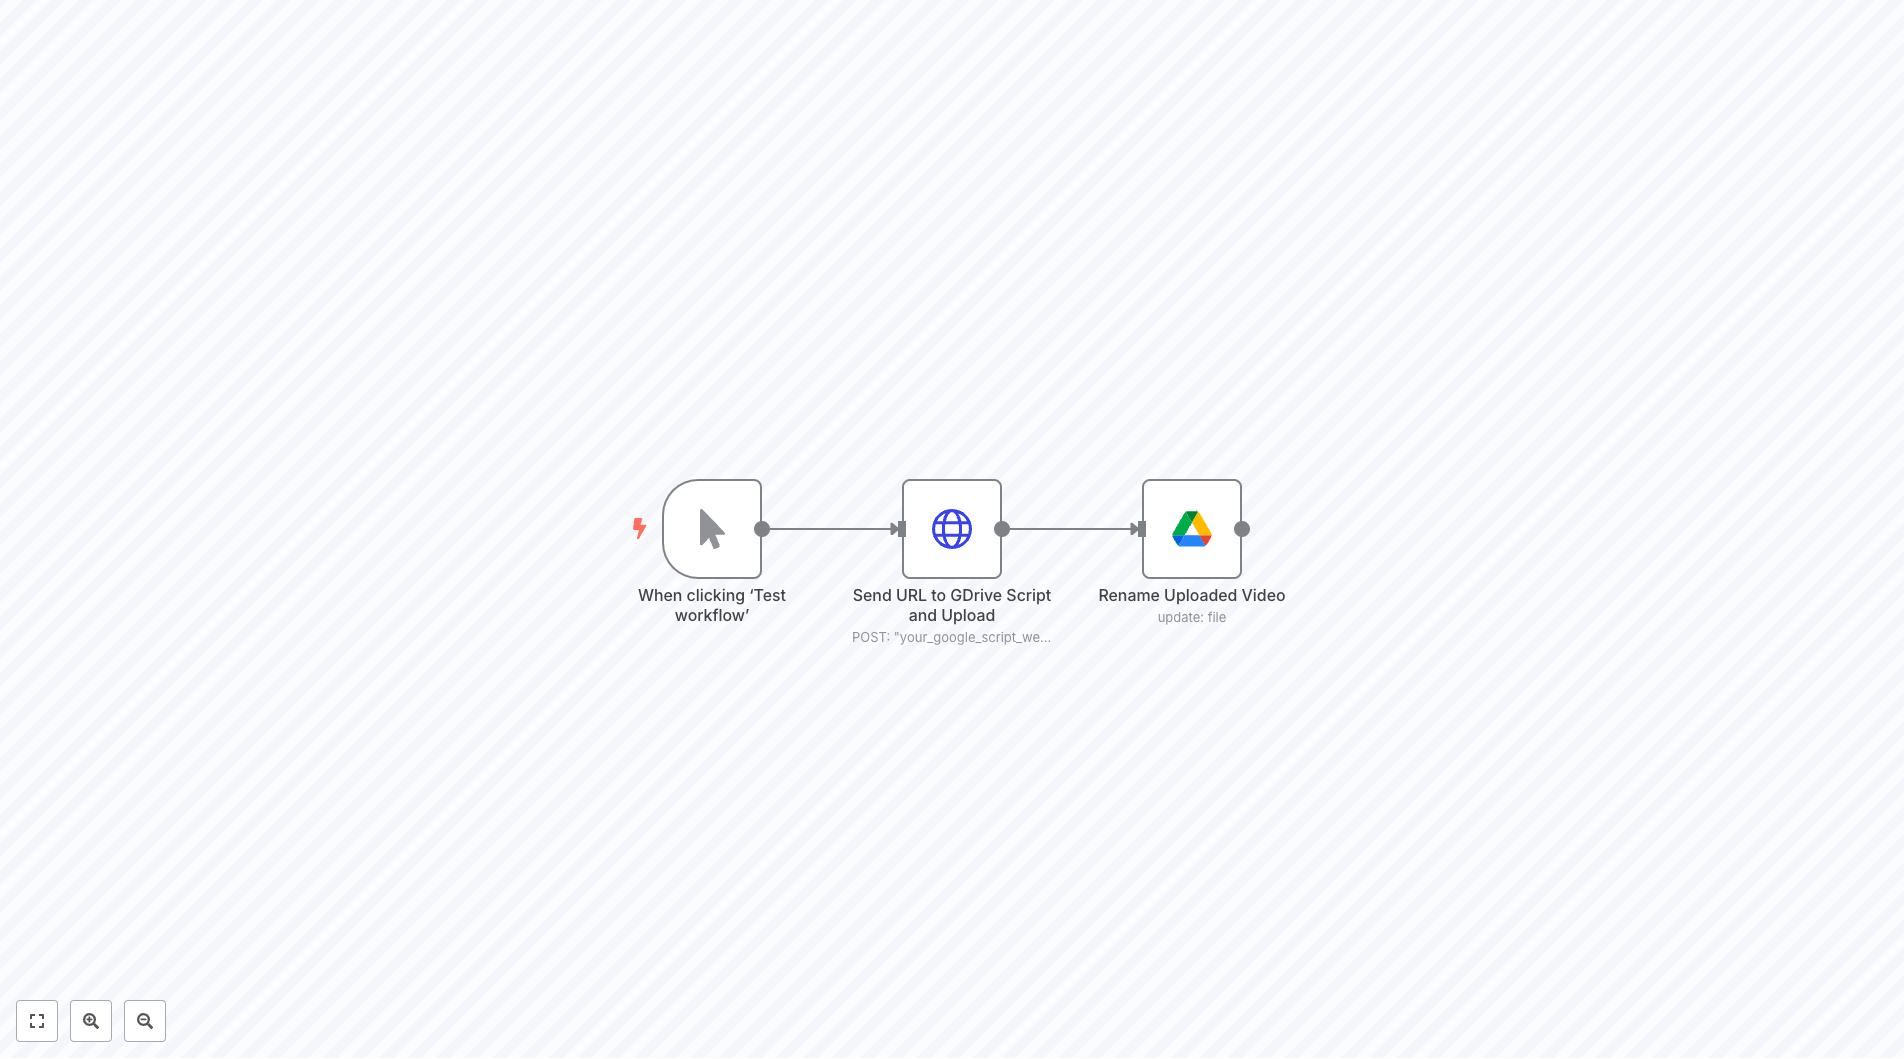 When clicking ‘Test
workflow’
Send URL to GDrive Script
and Upload
POST: "your_google_script_we...
Rename Uploaded Video
update: file